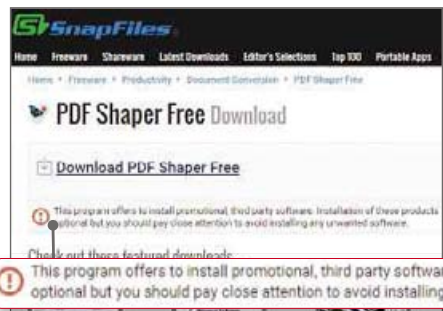 SnapFiles
Home Freeware Shareware Latest Downloads Editor's Selections Top 100 Portable Apps
Home • Freeware • Productivity • Document Conversion • PDF Shaper Free
PDF Shaper Free Download
Download PDF Shaper Free
This program offers to install promotional, third party software. Installation of these products
optional but you should pay close attention to avoid installing any unwanted software.
Check out these featured downloads
This program offers to install promotional, third party softwar
optional but you should pay close attention to avoid installing